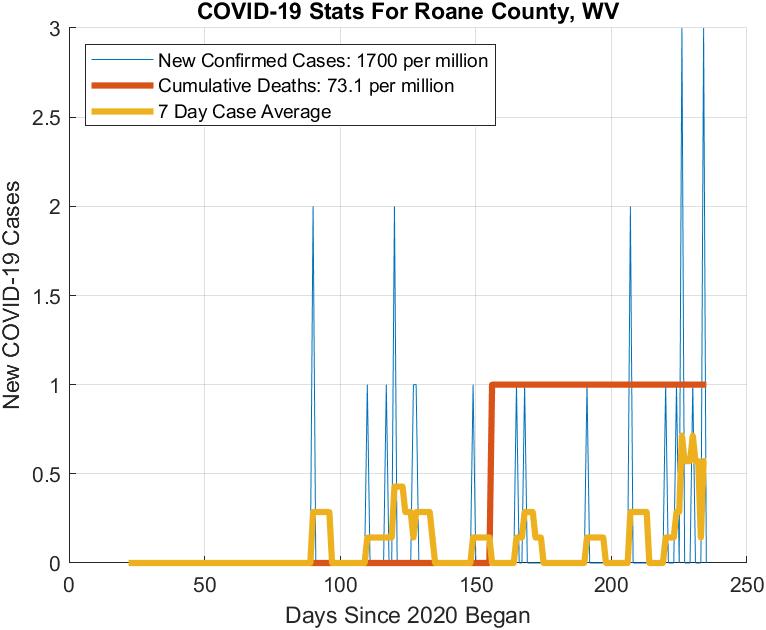 COVID-19 Stats For Roane County, WV
New Confirmed Cases: 1700 per million
Cumulative Deaths: 73.1 per million
7 Day Case Average
New COVID-19 Cases
3
2.5
2
1.5
1
0.5
0
0 50 100 150 200 250
Days Since 2020 Began